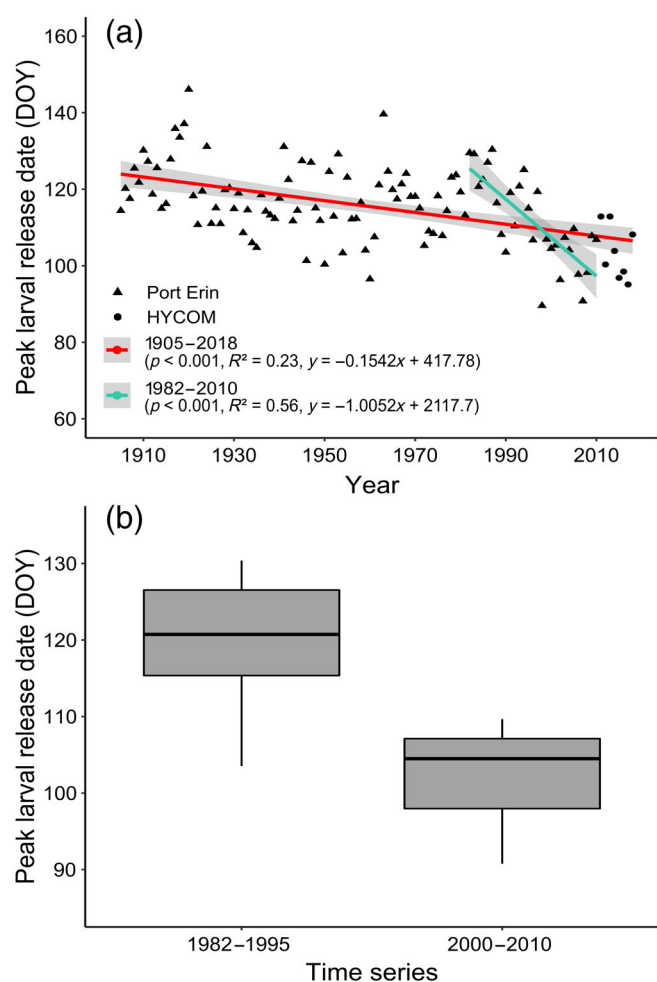 (a)
160
140
120
100
80
60
Peak larval release date (DOY)
Port Erin
HYCOM
1905−2018
(p < 0.001, R² = 0.23, y = −0.1542x + 417.78)
1982−2010
(p < 0.001, R² = 0.56, y = −1.0052x + 2117.7)
1910 1930 1950 1970 1990 2010
Year
(b)
130
120
110
100
90
Peak larval release date (DOY)
1982−1995 2000−2010
Time series